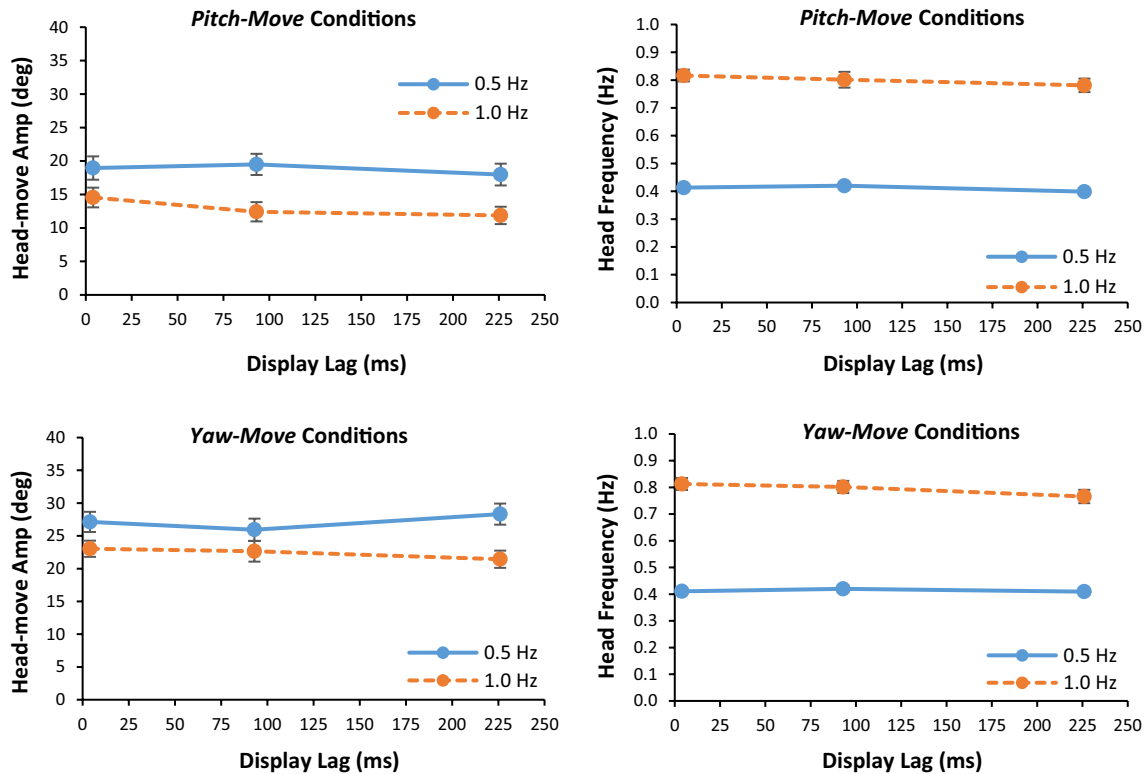 Pitch-Move Conditions
Head-move Amp (deg)
40
35
30
25
20
15
10
5
0
0.5 Hz
1.0 Hz
0 25 50 75 100 125 150 175 200 225 250
Display Lag (ms)
Pitch-Move Conditions
Head Frequency (Hz)
1.0
0.9
0.8
0.7
0.6
0.5
0.4
0.3
0.2
0.1
0.0
0.5 Hz
1.0 Hz
0 25 50 75 100 125 150 175 200 225 250
Display Lag (ms)
Yaw-Move Conditions
Head-move Amp (deg)
40
35
30
25
20
15
10
5
0
0.5 Hz
1.0 Hz
0 25 50 75 100 125 150 175 200 225 250
Display Lag (ms)
Yaw-Move Conditions
Head Frequency (Hz)
1.0
0.9
0.8
0.7
0.6
0.5
0.4
0.3
0.2
0.1
0.0
0.5 Hz
1.0 Hz
0 25 50 75 100 125 150 175 200 225 250
Display Lag (ms)